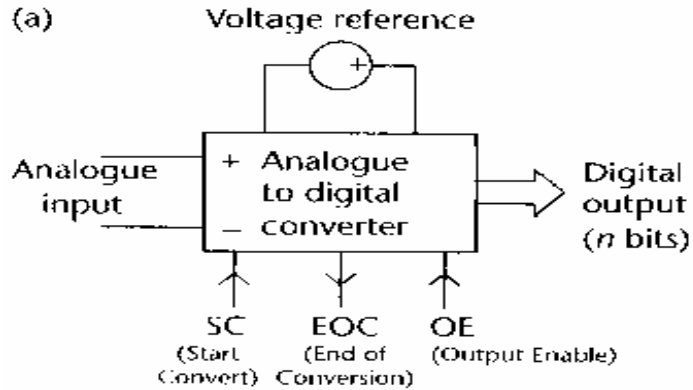 (a) Voltage reference
+
Analogue input
+ Analogue to digital − converter
Digital output (n bits)
SC (Start Convert)
EOC (End of Conversion)
OE (Output Enable)